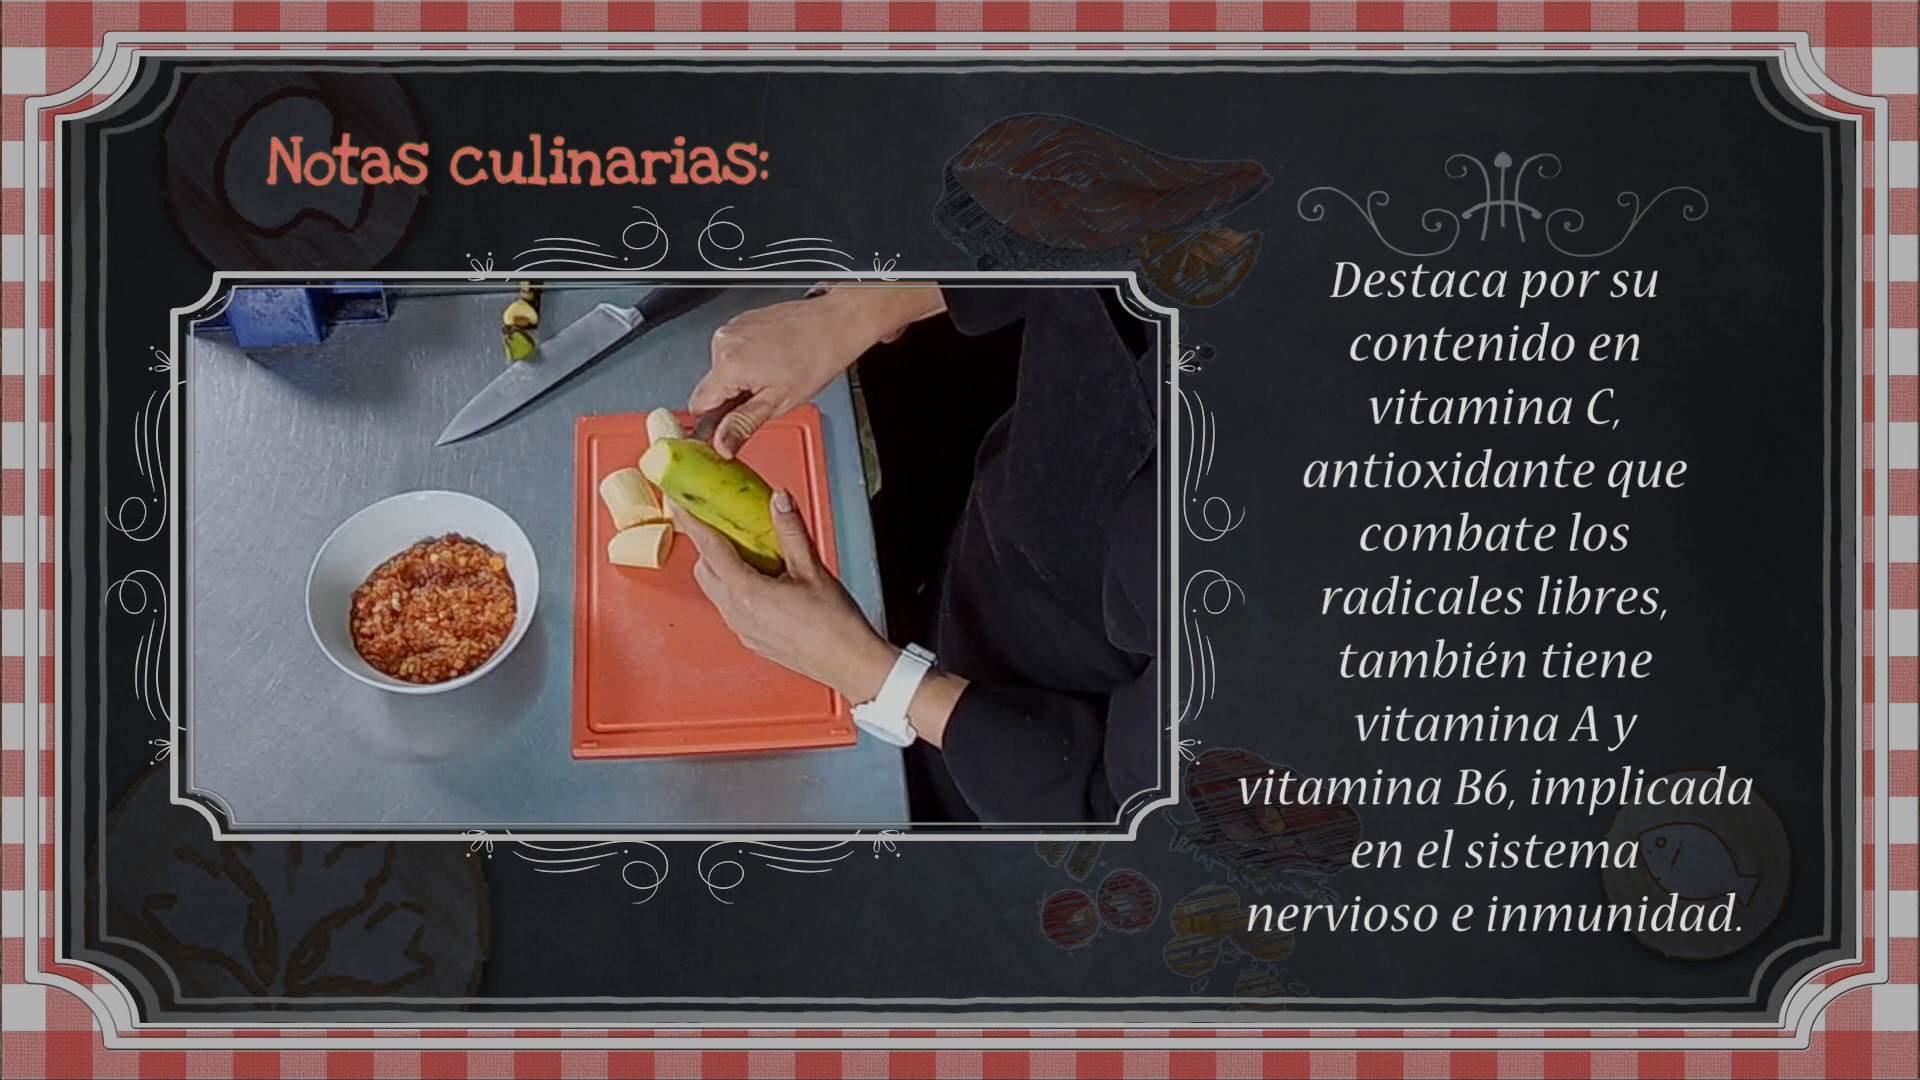 Notas culinarias:
Destaca por su
contenido en
vitamina C,
antioxidante que
combate los
radicales libres,
también tiene
vitamina A y
vitamina B6, implicada
en el sistema
nervioso e inmunidad.